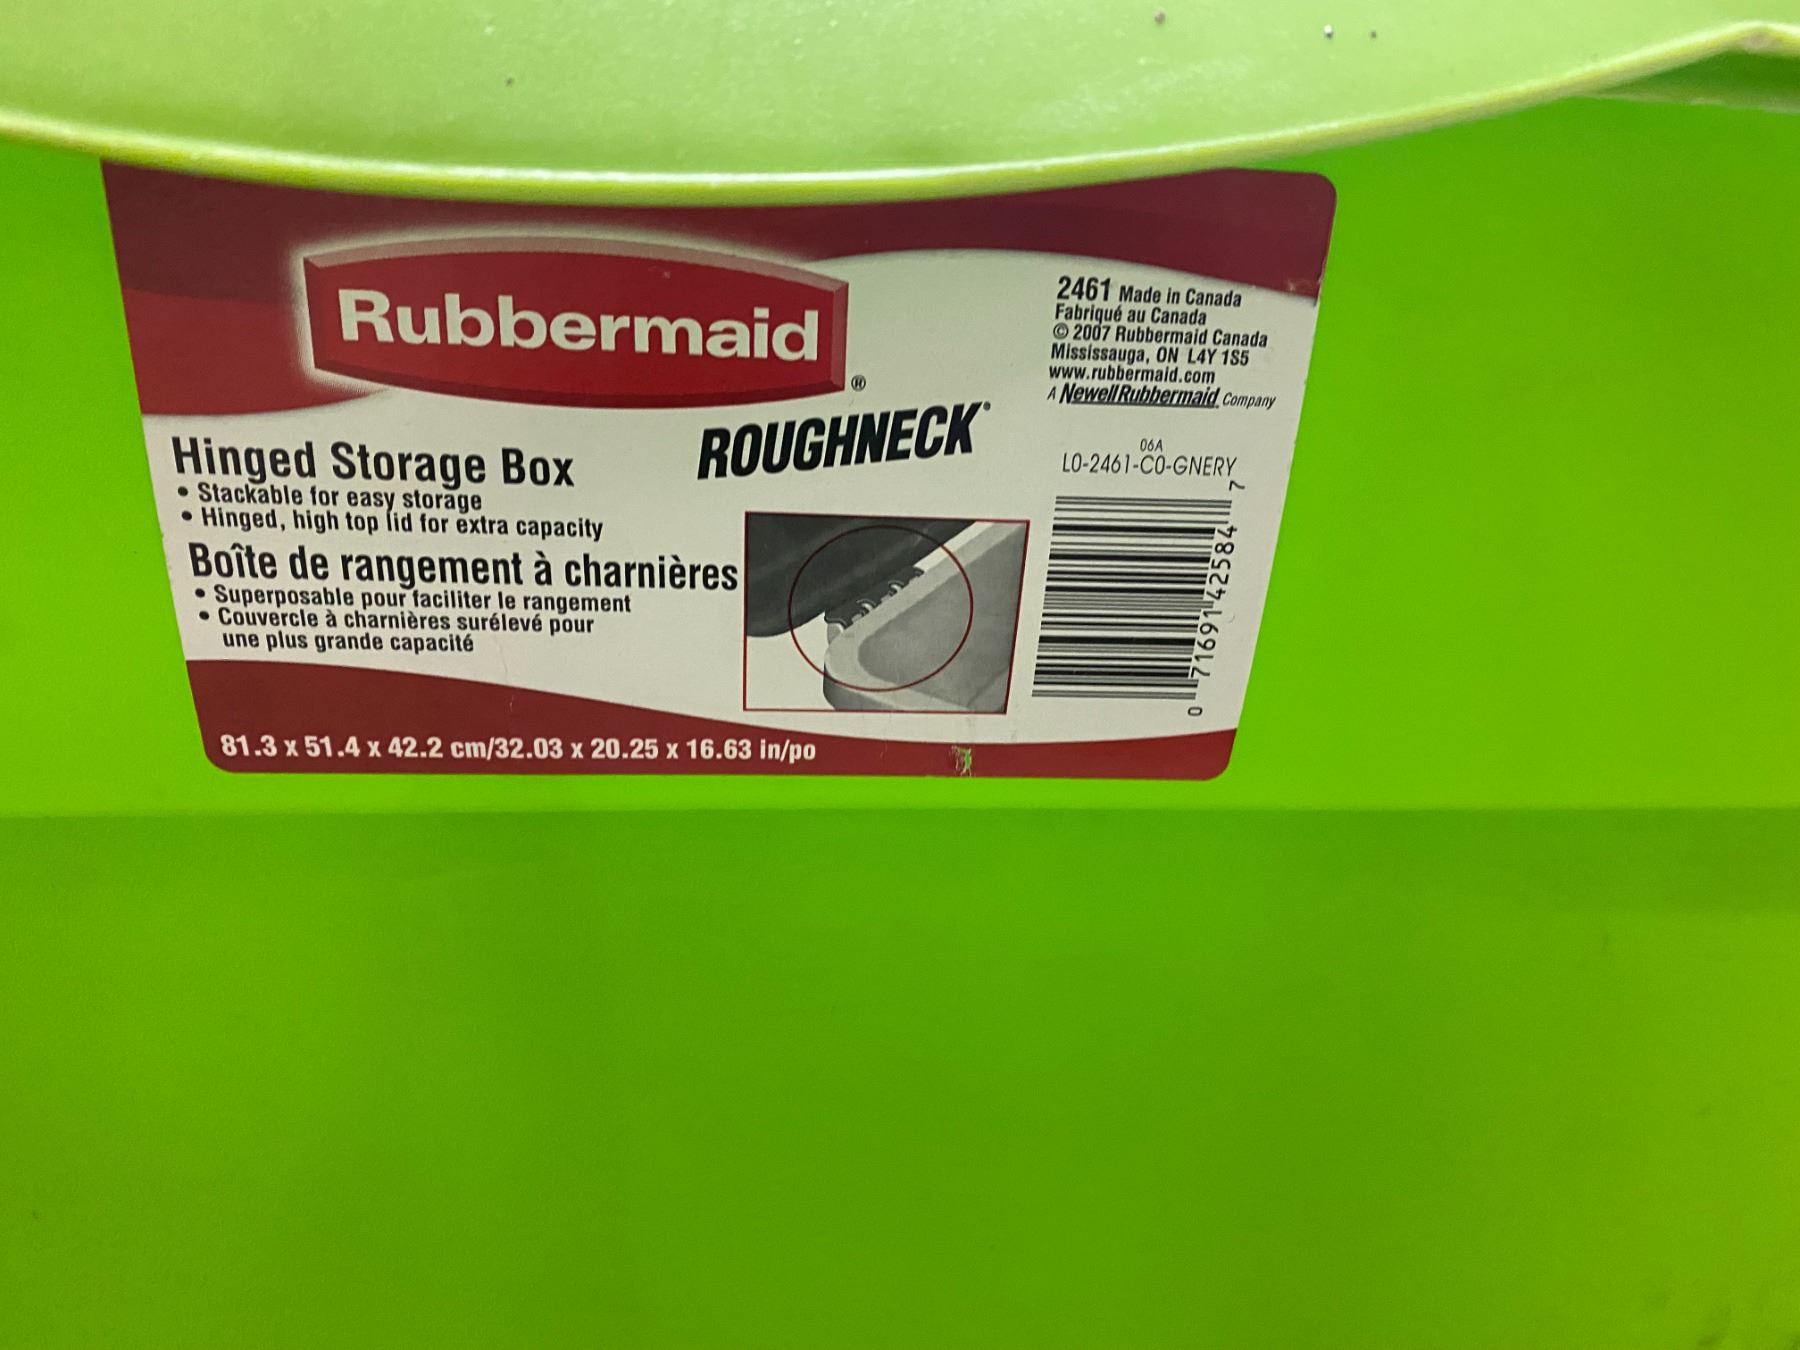 Rubbermaid®
ROUGHNECK®
Hinged Storage Box
• Stackable for easy storage
• Hinged, high top lid for extra capacity
Boîte de rangement à charnières
• Superposable pour faciliter le rangement
• Couvercle à charnières surélevé pour
une plus grande capacité
81.3 x 51.4 x 42.2 cm/32.03 x 20.25 x 16.63 in/po
2461 Made in Canada
Fabriqué au Canada
© 2007 Rubbermaid Canada
Mississauga, ON L4Y 1S5
www.rubbermaid.com
A NewellRubbermaid Company
06A
L0-2461-C0-GNERY
0 71691 42584 7